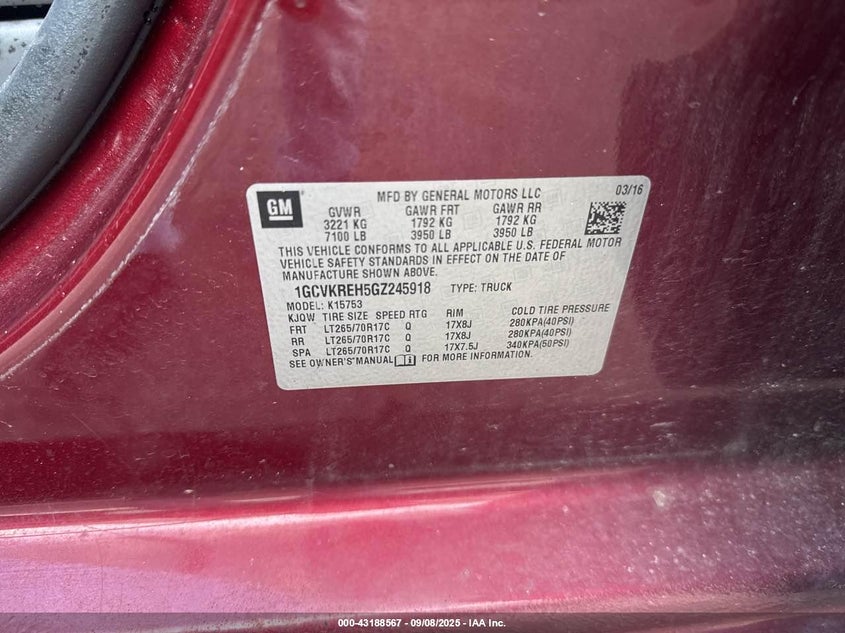 GM
MFD BY GENERAL MOTORS LLC 03/16
GVWR GAWR FRT GAWR RR
3221 KG 1792 KG 1792 KG
7100 LB 3950 LB 3950 LB
THIS VEHICLE CONFORMS TO ALL APPLICABLE U.S. FEDERAL MOTOR
VEHICLE SAFETY STANDARDS IN EFFECT ON THE DATE OF
MANUFACTURE SHOWN ABOVE.
1GCVKREH5GZ245918 TYPE: TRUCK
MODEL: K15753
KJQW TIRE SIZE SPEED RTG RIM COLD TIRE PRESSURE
FRT LT265/70R17C Q 17X8J 280KPA(40PSI)
RR LT265/70R17C Q 17X8J 280KPA(40PSI)
SPA LT265/70R17C Q 17X7.5J 340KPA(50PSI)
SEE OWNER'S MANUAL FOR MORE INFORMATION.
000-43188567 - 09/08/2025 - IAA Inc.